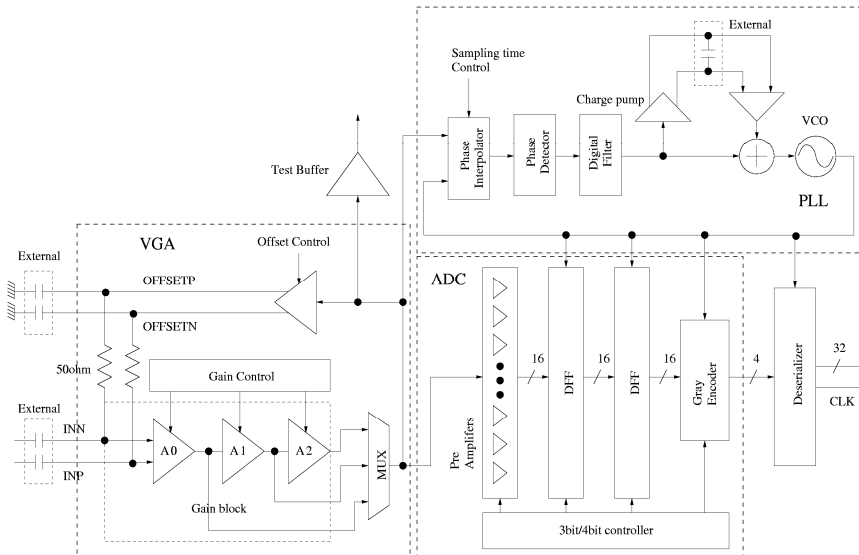 External
Sampling time
Control
Charge pump
VCO
Phase
Interpolator
Phase
Detector
Digital
Filter
PLL
Test Buffer
VGA
Offset Control
External
OFFSETP
OFFSETN
50ohm
Gain Control
External
INN
INP
A0
A1
A2
MUX
Gain block
ADC
Pre
Amplifers
16
DFF
16
DFF
16
Gray
Encoder
4
Deserializer
32
CLK
3bit/4bit controller